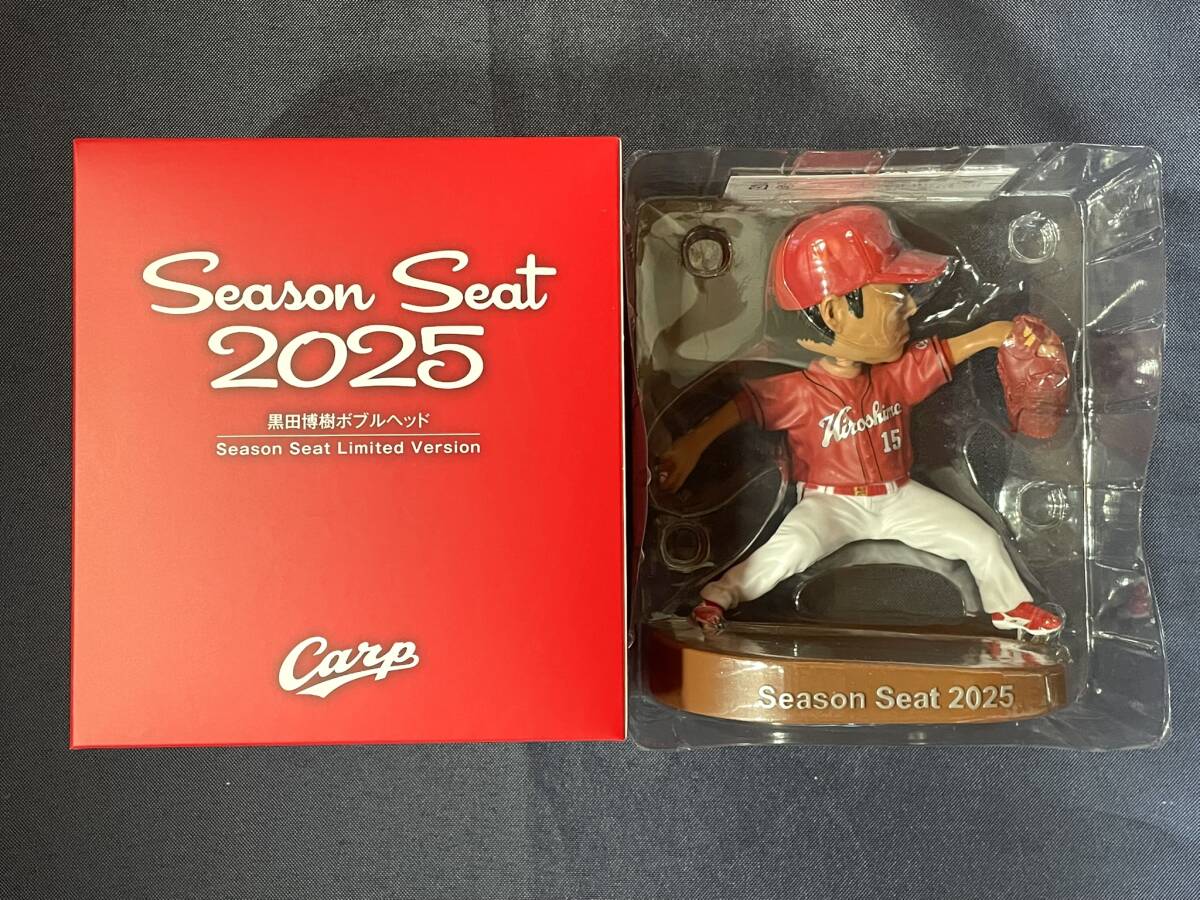 Season Seat
2025
黒田博樹ボブルヘッド
Season Seat Limited Version
Carp
Hiroshima
15
Season Seat 2025